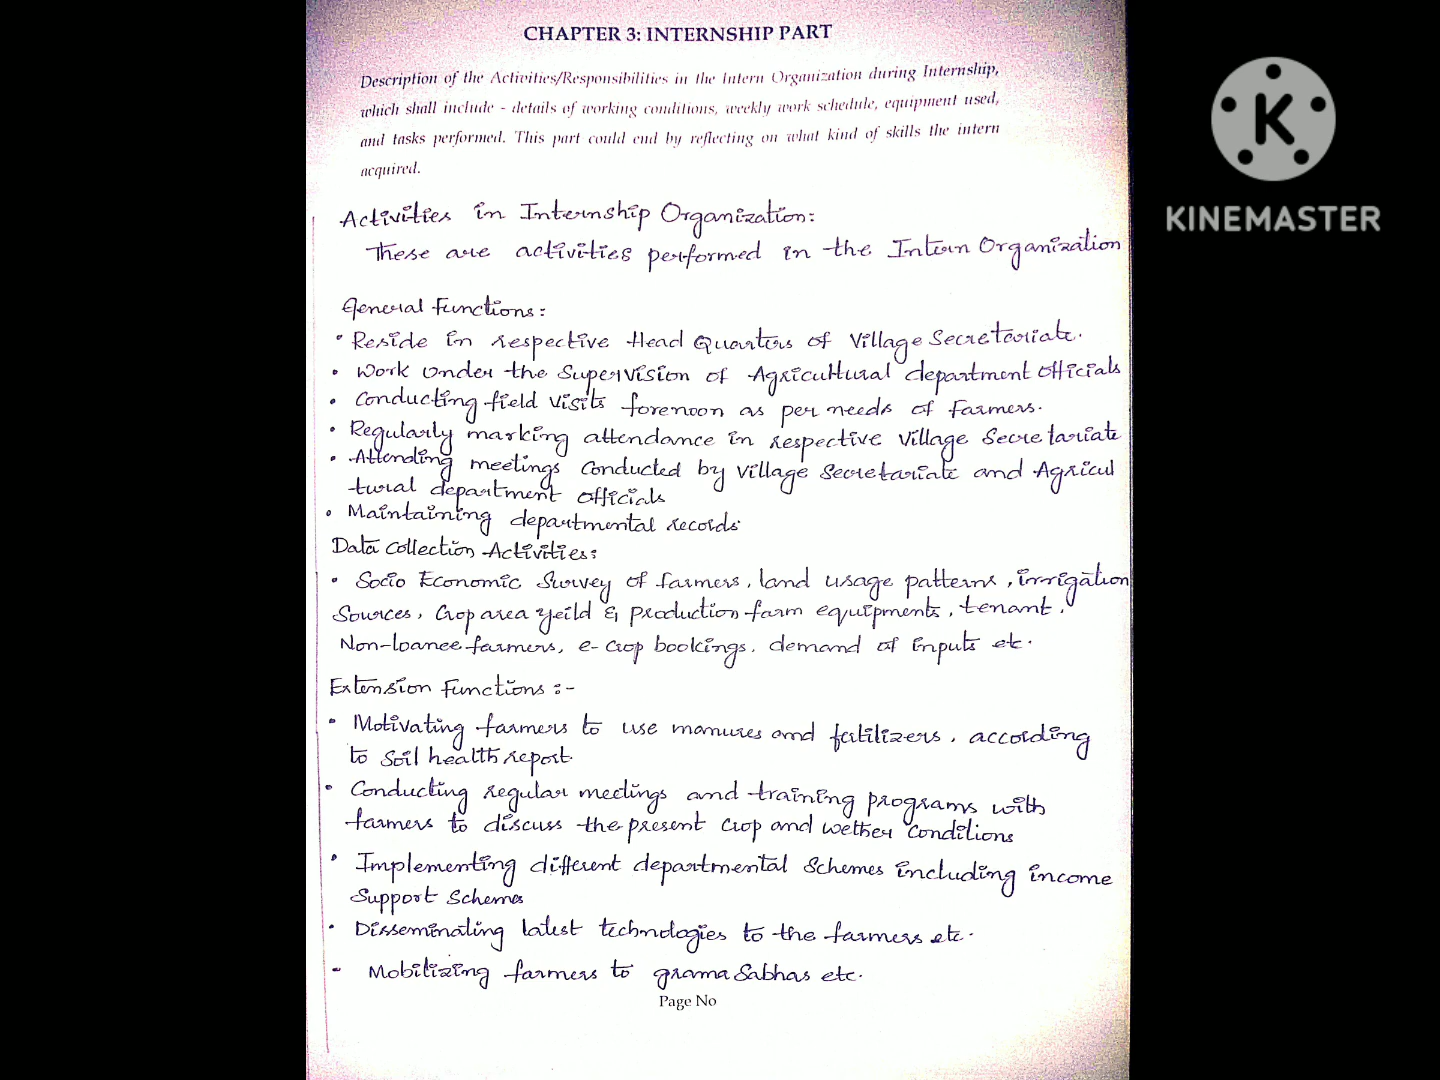 CHAPTER 3: INTERNSHIP PART
Description of the Activities/Responsibilities in the Intern Organization during Internship,
which shall include - details of working conditions, weekly work schedule, equipment used,
and tasks performed. This part could end by reflecting on what kind of skills the intern
acquired.
KINEMASTER
Activities in Internship Organization:
These are activities performed in the Intern Organization
General Functions:
• Reside in respective Head Quarters of Village Secretariate.
• Work Under the Supervision of Agricultural department officials
• Conducting field visits forenoon as per needs of Farmers.
• Regularly marking attendance in respective village Secretariate
• Attending meetings conducted by village Secretariate and Agricul
tural department officials
• Maintaining departmental records.
Data Collection Activities:
• Socio Economic Survey of farmers, land usage patterns, irrigation
Sources, Crop area yeild & production farm equipments, tenant,
Non-loanee farmers, e-crop bookings, demand of inputs etc.
Extension Functions :-
• Motivating farmers to use manures and fertilizers, according
to soil health report.
• Conducting regular meetings and training programs with
farmers to discuss the present crop and wether conditions
• Implementing different departmental schemes including income
Support Schemes
• Disseminating latest technologies to the farmers etc.
- Mobilizing farmers to grama Sabhas etc.
Page No